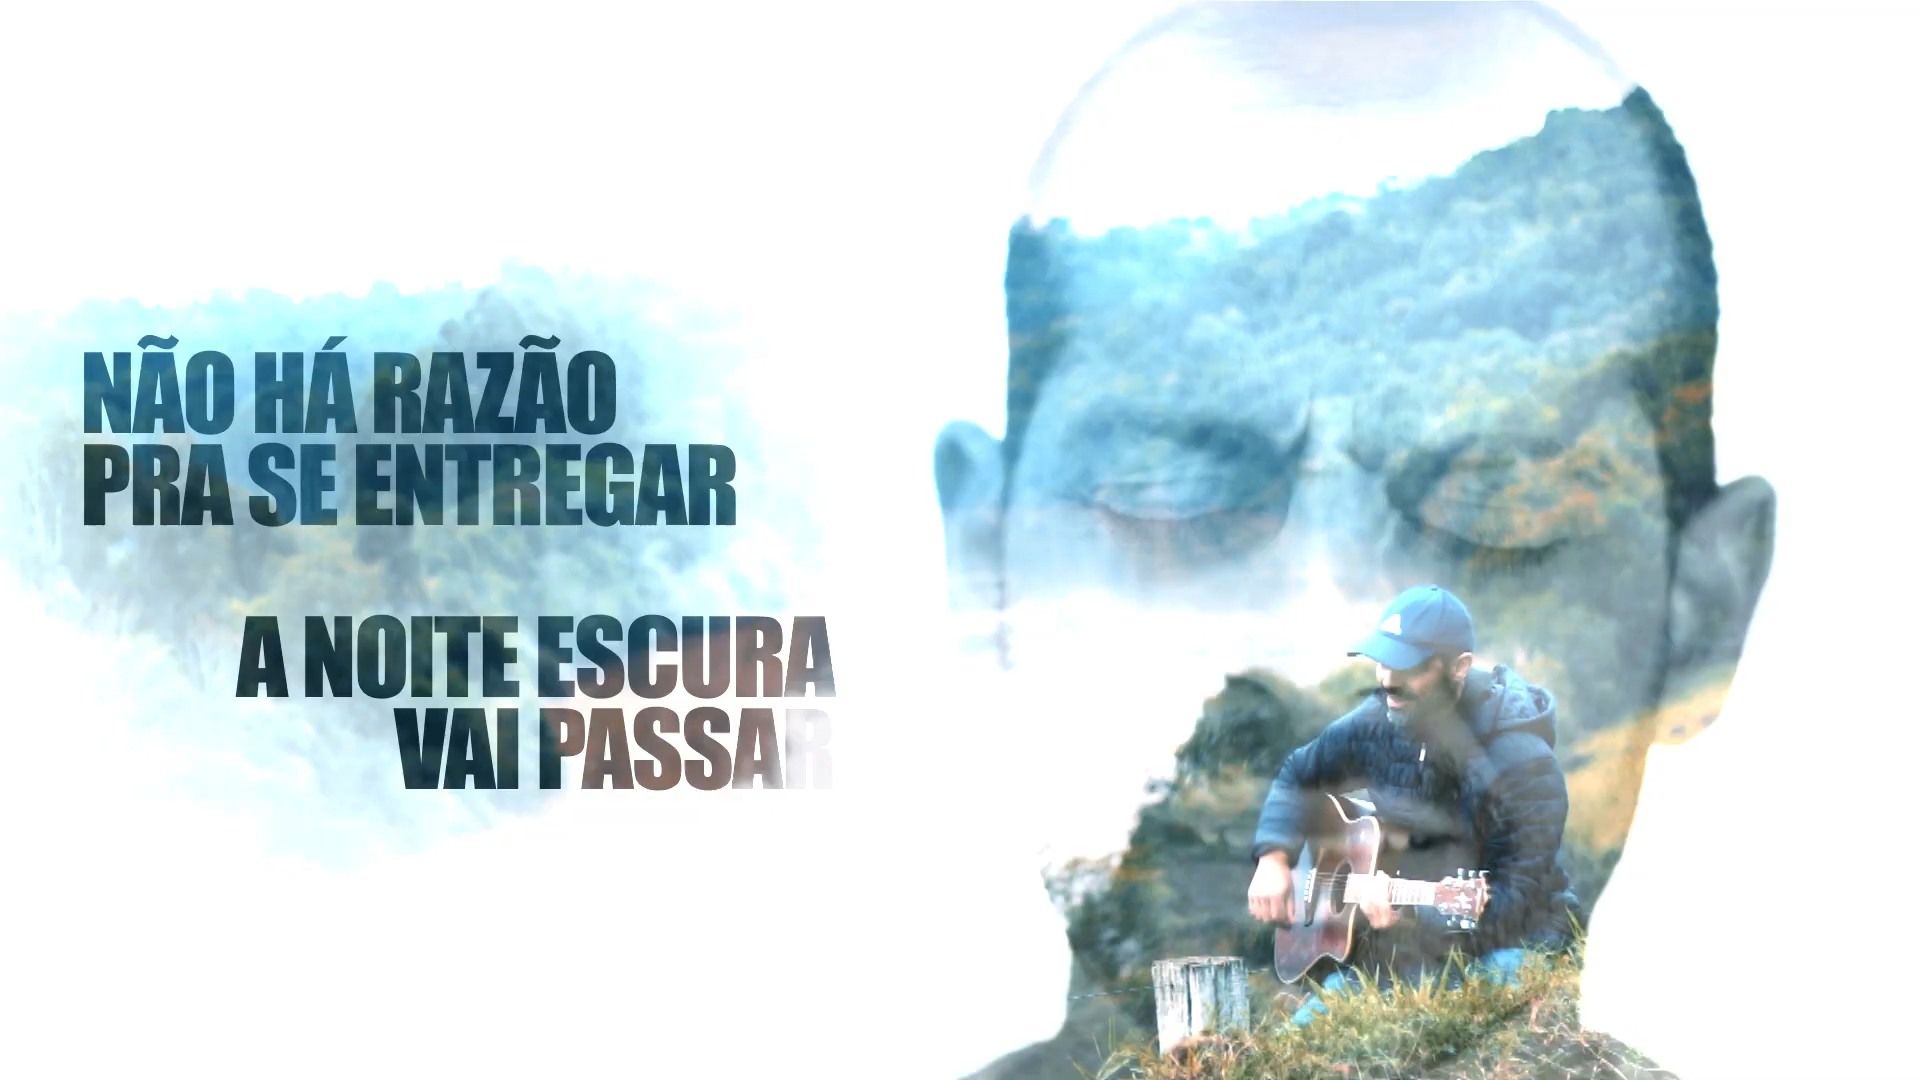 NÃO HÁ RAZÃO
PRA SE ENTREGAR
A NOITE ESCURA
VAI PASSAR